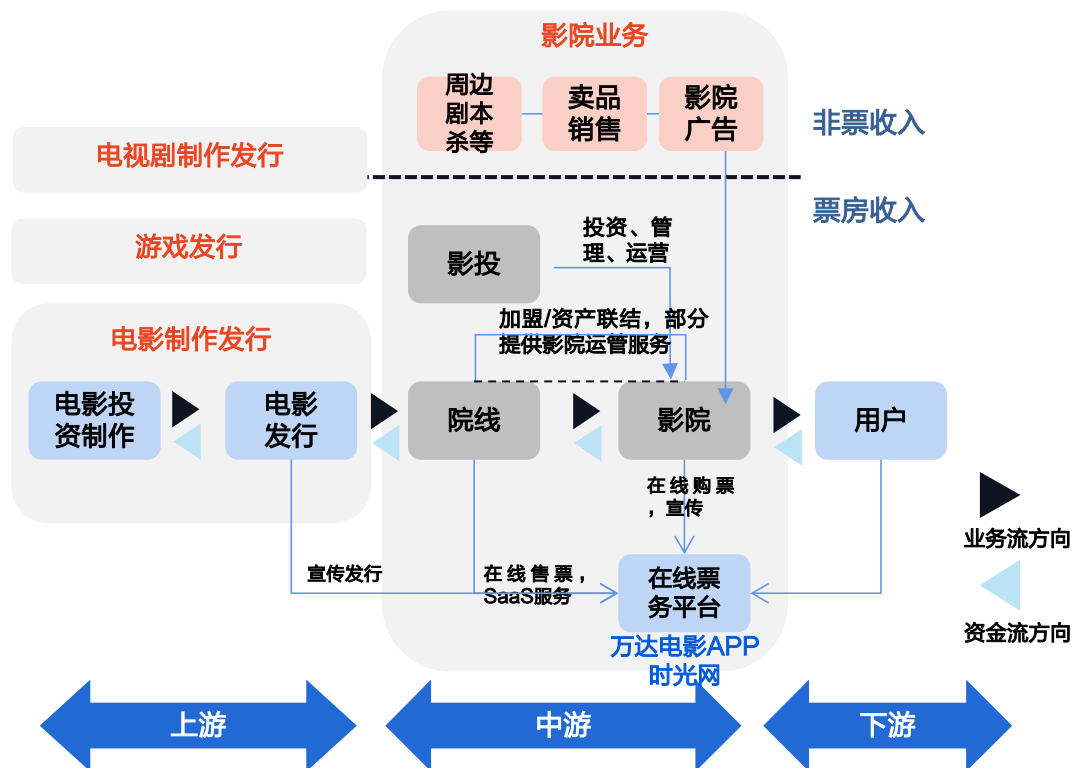 影院业务
周边
剧本
杀等
卖品
销售
影院
广告
非票收入
电视剧制作发行
票房收入
游戏发行
影投
投资、管
理、运营
电影制作发行
加盟/资产联结，部分
提供影院运管服务
电影投
资制作
电影
发行
院线
影院
用户
在线购票
，宣传
业务流方向
宣传发行
在线售票，
SaaS服务
在线票
务平台
资金流方向
万达电影APP
时光网
上游
中游
下游